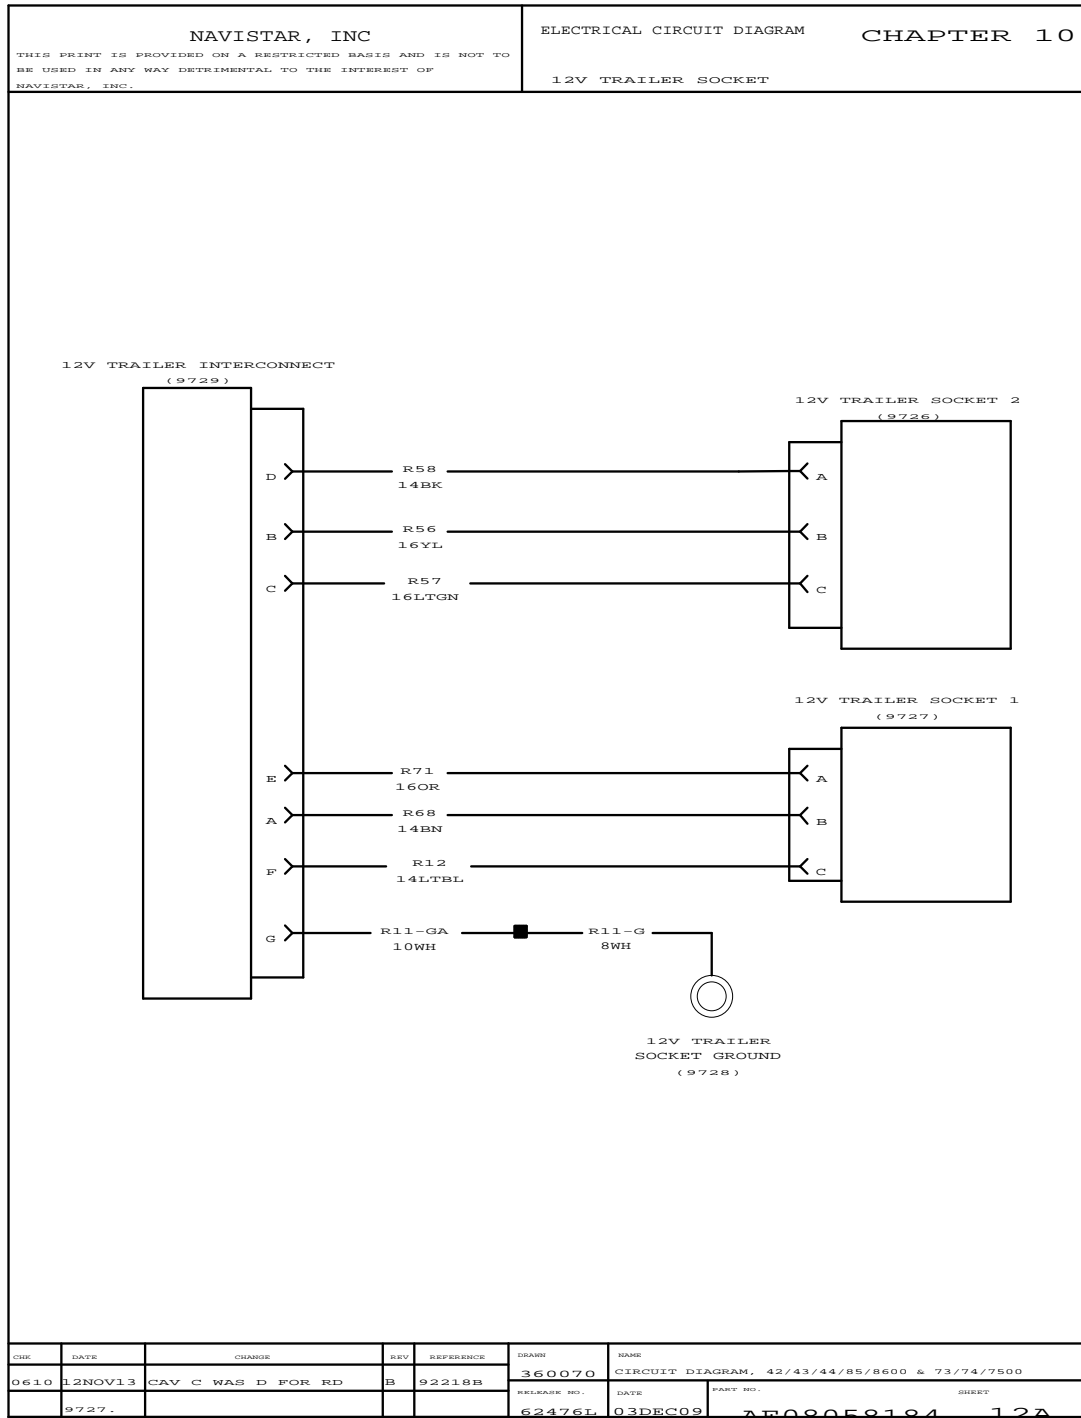 NAVISTAR, INC
THIS PRINT IS PROVIDED ON A RESTRICTED BASIS AND IS NOT TO
BE USED IN ANY WAY DETRIMENTAL TO THE INTEREST OF
NAVISTAR, INC.
ELECTRICAL CIRCUIT DIAGRAM
CHAPTER 10
12V TRAILER SOCKET
12V TRAILER INTERCONNECT
(9729)
12V TRAILER SOCKET 2
(9726)
D
R58
14BK
A
B
R56
16YL
B
C
R57
16LTGN
C
12V TRAILER SOCKET 1
(9727)
E
R71
16OR
A
A
R68
14BN
B
F
R12
14LTBL
C
G
R11-GA
10WH
R11-G
8WH
12V TRAILER
SOCKET GROUND
(9728)
CHK DATE CHANGE REV REFERENCE
0610 12NOV13 CAV C WAS D FOR RD B 92218B
9727.
DRAWN
360070
NAME
CIRCUIT DIAGRAM, 42/43/44/85/8600 & 73/74/7500
RELEASE NO.
62476L
DATE
03DEC09
PART NO.
AF08058184
SHEET
12A